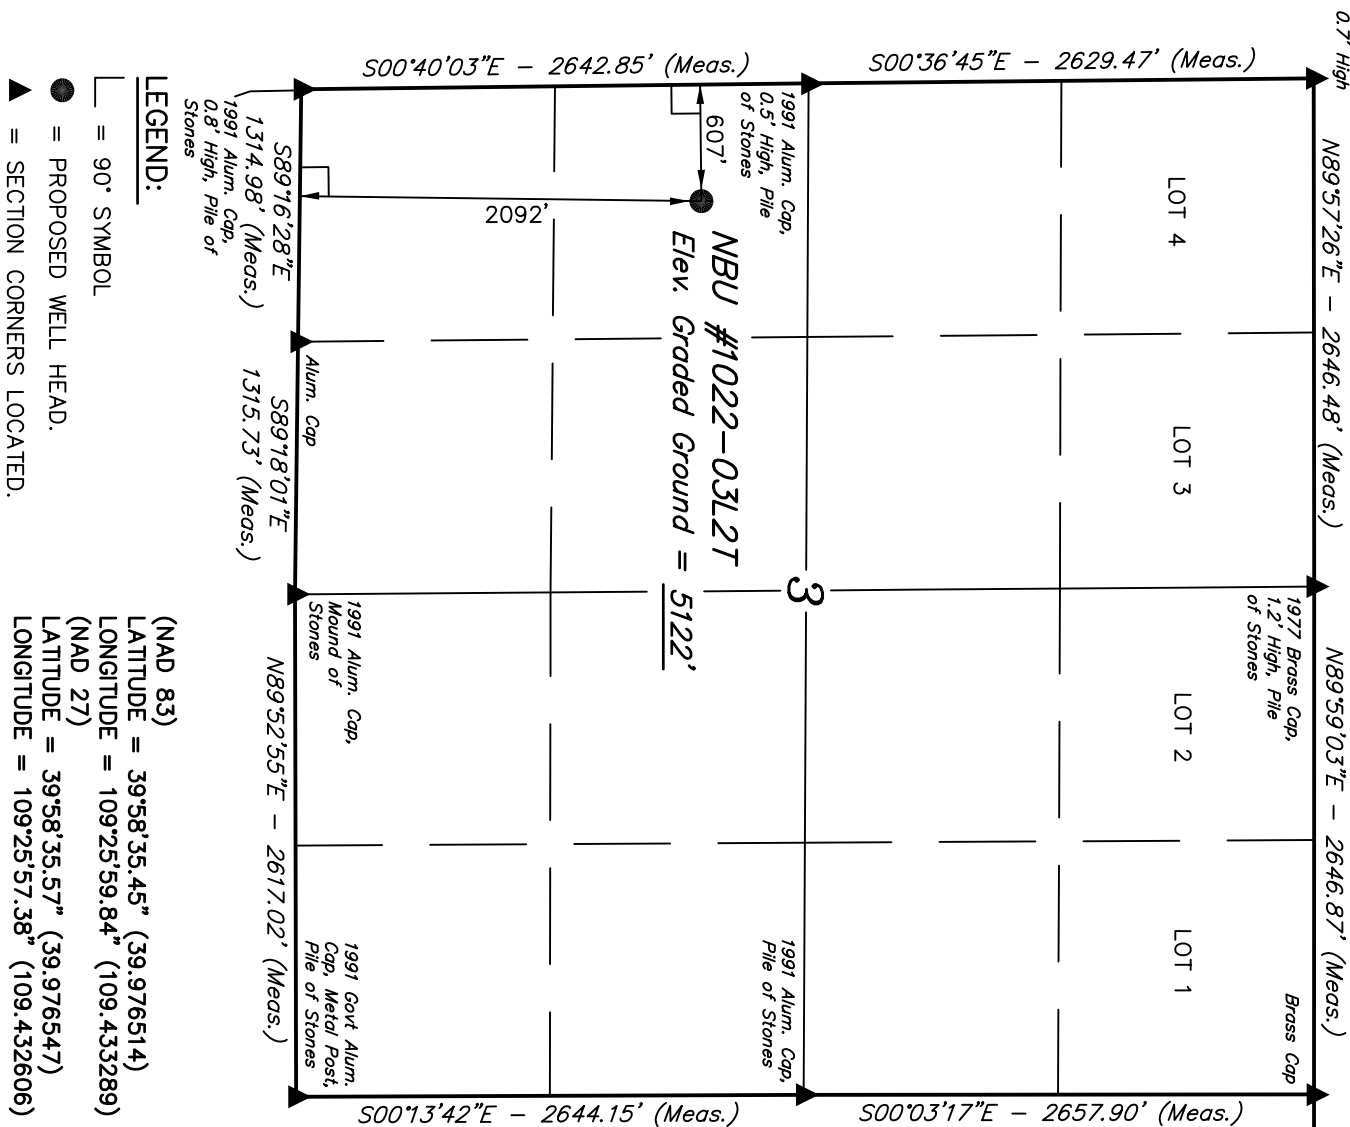 0.7' High
N89°57'26"E - 2646.48' (Meas.)
N89°59'03"E - 2646.87' (Meas.)
1977 Brass Cap,
1.2' High, Pile
of Stones
Brass Cap
LOT 4
LOT 3
LOT 2
LOT 1
S00°36'45"E - 2629.47' (Meas.)
S00°03'17"E - 2657.90' (Meas.)
3
1991 Alum. Cap,
0.5' High, Pile
of Stones
1991 Alum. Cap,
Pile of Stones
607'
NBU #1022-03L2T
Elev. Graded Ground = 5122'
2092'
S00°40'03"E - 2642.85' (Meas.)
S00°13'42"E - 2644.15' (Meas.)
Alum. Cap
1991 Alum. Cap,
Mound of
Stones
1991 Govt Alum.
Cap, Metal Post,
Pile of Stones
S89°16'28"E
1314.98' (Meas.)
1991 Alum. Cap,
0.8' High, Pile of
Stones
S89°18'01"E
1315.73' (Meas.)
N89°52'55"E - 2617.02' (Meas.)
LEGEND:
= 90° SYMBOL
= PROPOSED WELL HEAD.
= SECTION CORNERS LOCATED.
(NAD 83)
LATITUDE = 39°58'35.45" (39.976514)
LONGITUDE = 109°25'59.84" (109.433289)
(NAD 27)
LATITUDE = 39°58'35.57" (39.976547)
LONGITUDE = 109°25'57.38" (109.432606)